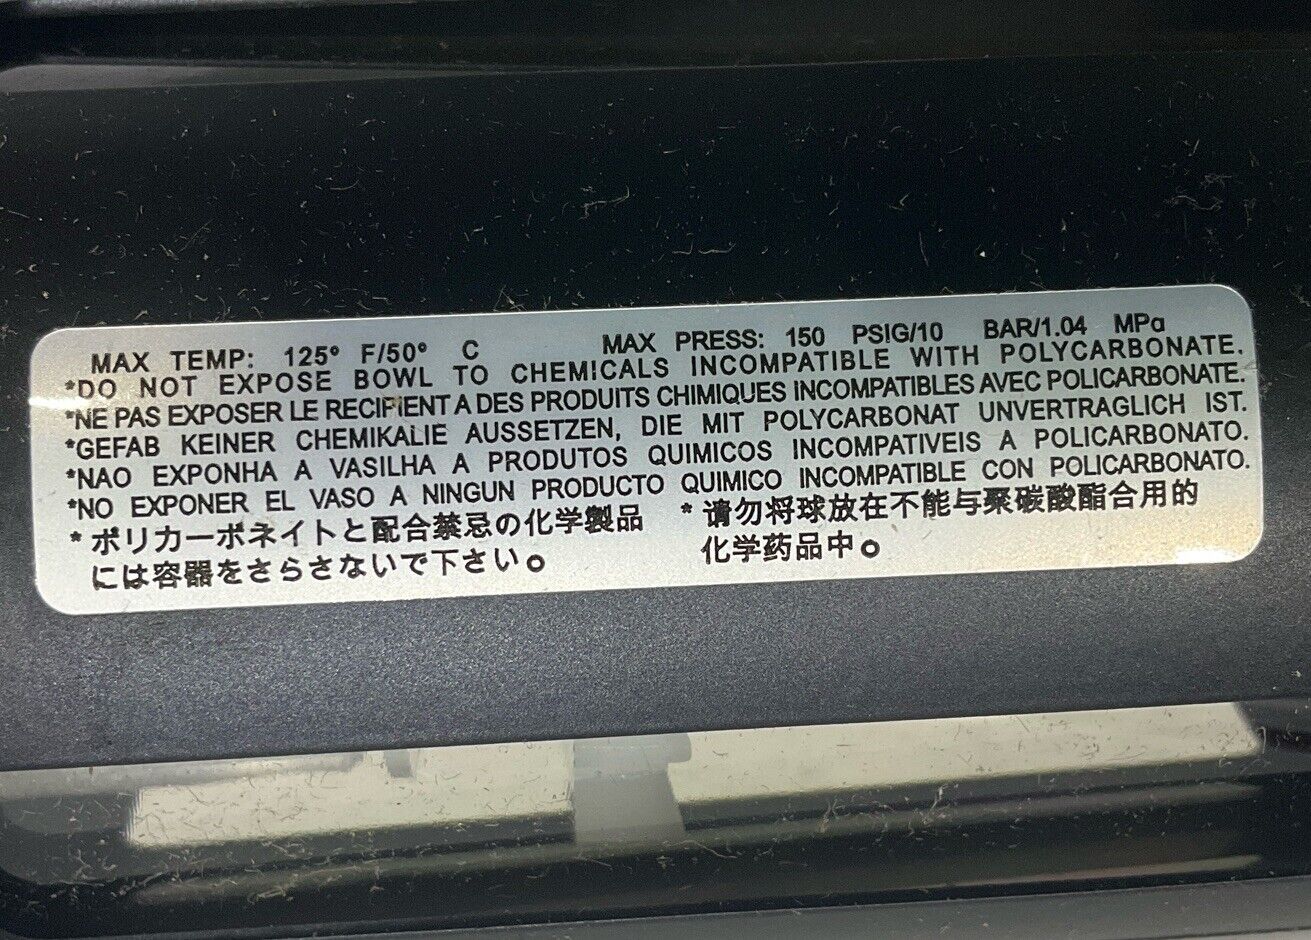 MAX TEMP: 125° F/50° C MAX PRESS: 150 PSIG/10 BAR/1.04 MPa
*DO NOT EXPOSE BOWL TO CHEMICALS INCOMPATIBLE WITH POLYCARBONATE.
*NE PAS EXPOSER LE RECIPIENT A DES PRODUITS CHIMIQUES INCOMPATIBLES AVEC POLICARBONATE.
*GEFAB KEINER CHEMIKALIE AUSSETZEN, DIE MIT POLYCARBONAT UNVERTRAGLICH IST.
*NAO EXPONHA A VASILHA A PRODUTOS QUIMICOS INCOMPATIVEIS A POLICARBONATO.
*NO EXPONER EL VASO A NINGUN PRODUCTO QUIMICO INCOMPATIBLE CON POLICARBONATO.
*ポリカーボネイトと配合禁忌の化学製品
には容器をさらさないで下さい。
*请勿将球放在不能与聚碳酸酯合用的
化学药品中。